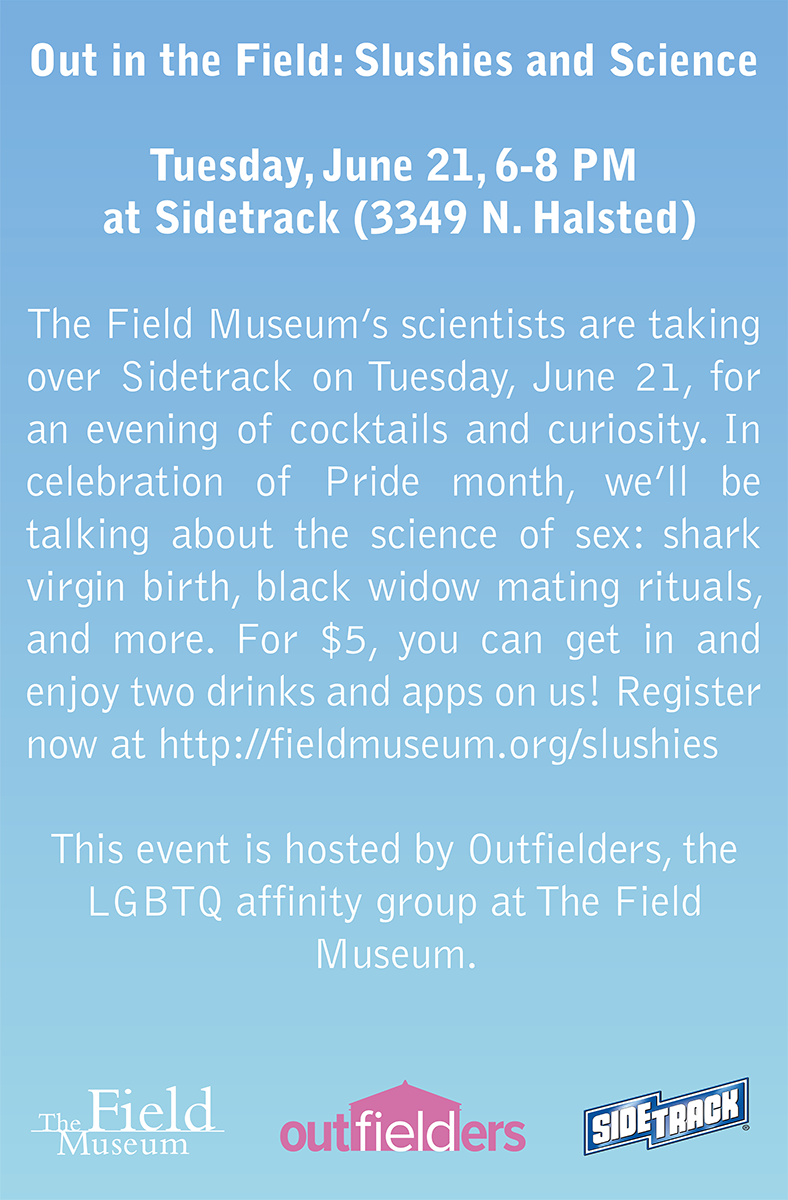 Out in the Field: Slushies and Science
Tuesday, June 21, 6-8 PM
at Sidetrack (3349 N. Halsted)
The Field Museum's scientists are taking
over Sidetrack on Tuesday, June 21, for
an evening of cocktails and curiosity. In
celebration of Pride month, we'll be
talking about the science of sex: shark
virgin birth, black widow mating rituals,
and more. For $5, you can get in and
enjoy two drinks and apps on us! Register
now at http://fieldmuseum.org/slushies
This event is hosted by Outfielders, the
LGBTQ affinity group at The Field
Museum.
The Field
Museum
outfielders
SIDETRACK®